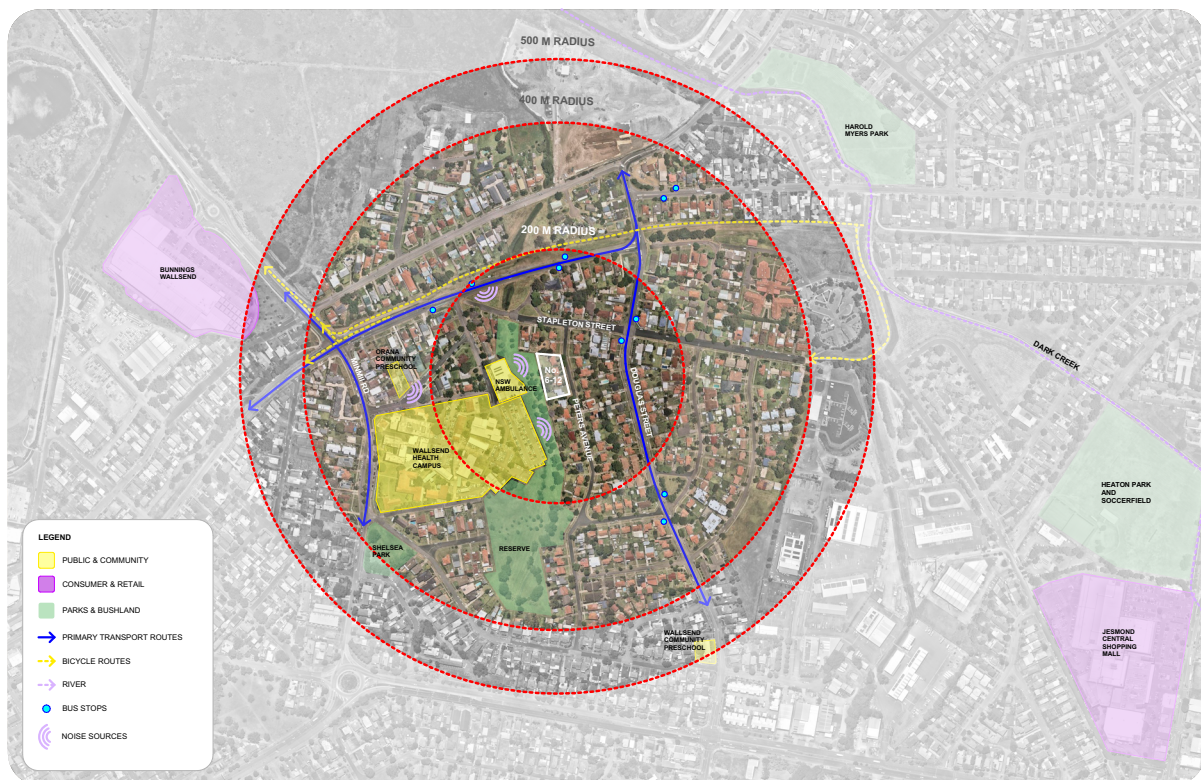 500 M RADIUS
400 M RADIUS
HAROLD
MYERS PARK
200 M RADIUS
BUNNINGS
WALLSEND
STAPLETON STREET
DARK CREEK
ORANA
COMMUNITY
PRESCHOOL
MINMI RD
No.
6-12
NSW
AMBULANCE
DOUGLAS STREET
PETERS AVENUE
WALLSEND
HEALTH
CAMPUS
HEATON PARK
AND
SOCCERFIELD
SHELSEA
PARK
RESERVE
WALLSEND
COMMUNITY
PRESCHOOL
JESMOND
CENTRAL
SHOPPING
MALL
LEGEND
PUBLIC & COMMUNITY
CONSUMER & RETAIL
PARKS & BUSHLAND
PRIMARY TRANSPORT ROUTES
BICYCLE ROUTES
RIVER
BUS STOPS
NOISE SOURCES